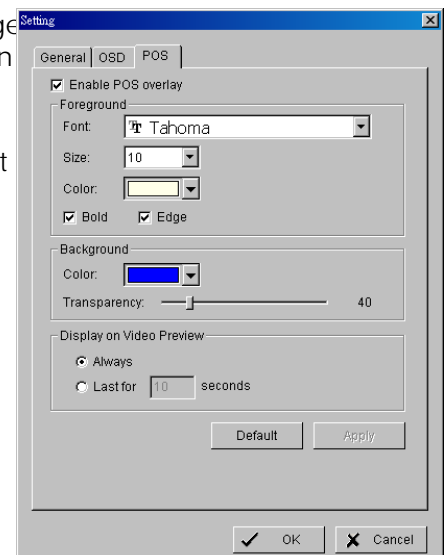 Setting
General OSD POS
Enable POS overlay
Foreground
Font: Tahoma
Size: 10
Color:
Bold Edge
Background
Color:
Transparency: 40
Display on Video Preview
Always
Last for 10 seconds
Default Apply
OK Cancel